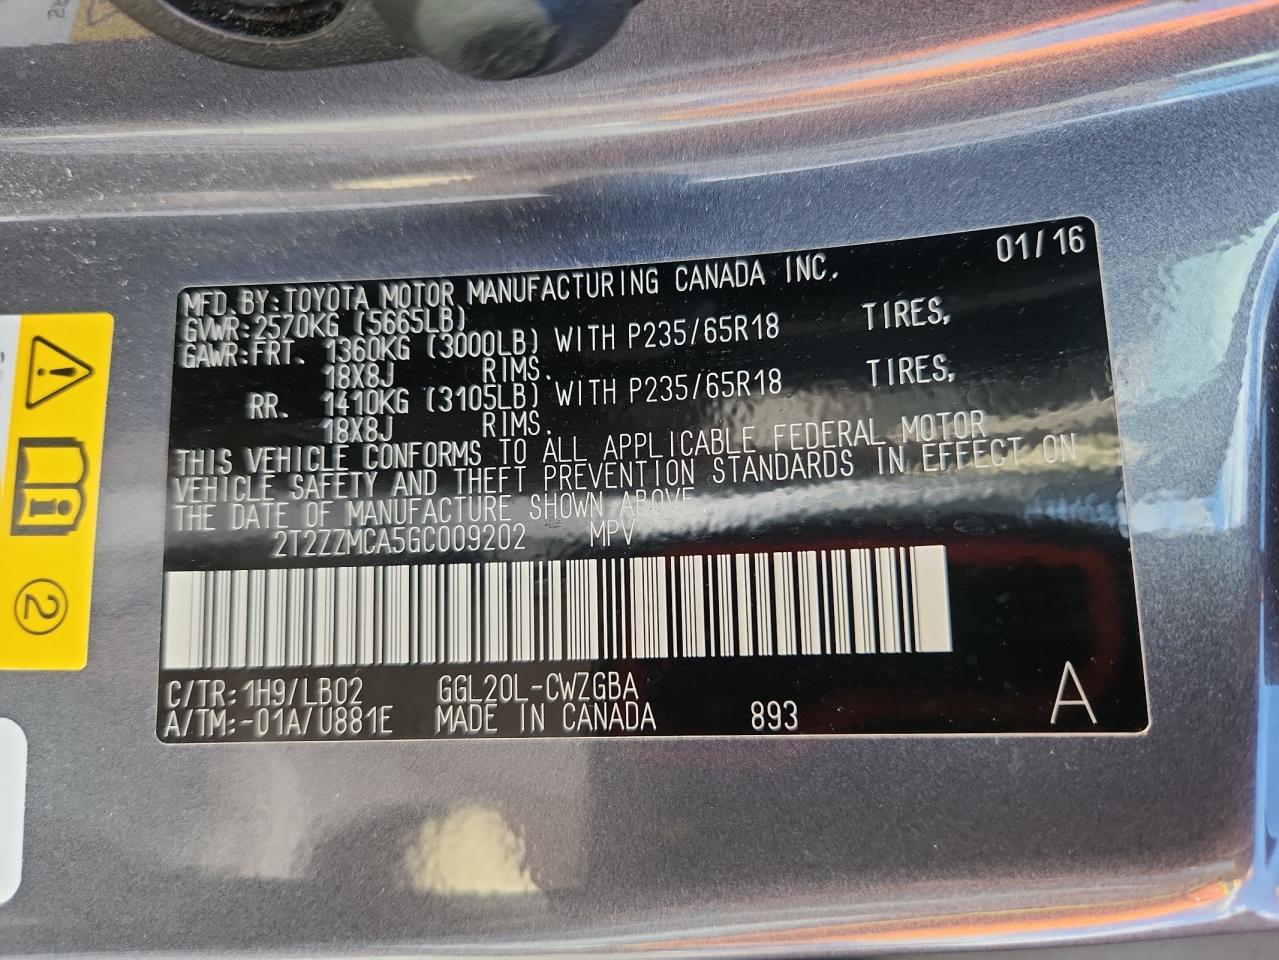 01/16
MFD.BY:TOYOTA MOTOR MANUFACTURING CANADA INC.
GVWR:2570KG (5665LB)
GAWR:FRT. 1360KG (3000LB) WITH P235/65R18 TIRES,
18X8J RIMS.
RR. 1410KG (3105LB) WITH P235/65R18 TIRES,
18X8J RIMS.
THIS VEHICLE CONFORMS TO ALL APPLICABLE FEDERAL MOTOR
VEHICLE SAFETY AND THEFT PREVENTION STANDARDS IN EFFECT ON
THE DATE OF MANUFACTURE SHOWN ABOVE.
2T2ZZMCA5GC009202 MPV
C/TR:1H9/LB02 GGL20L-CWZGBA
A/TM:-01A/U881E MADE IN CANADA 893 A
2